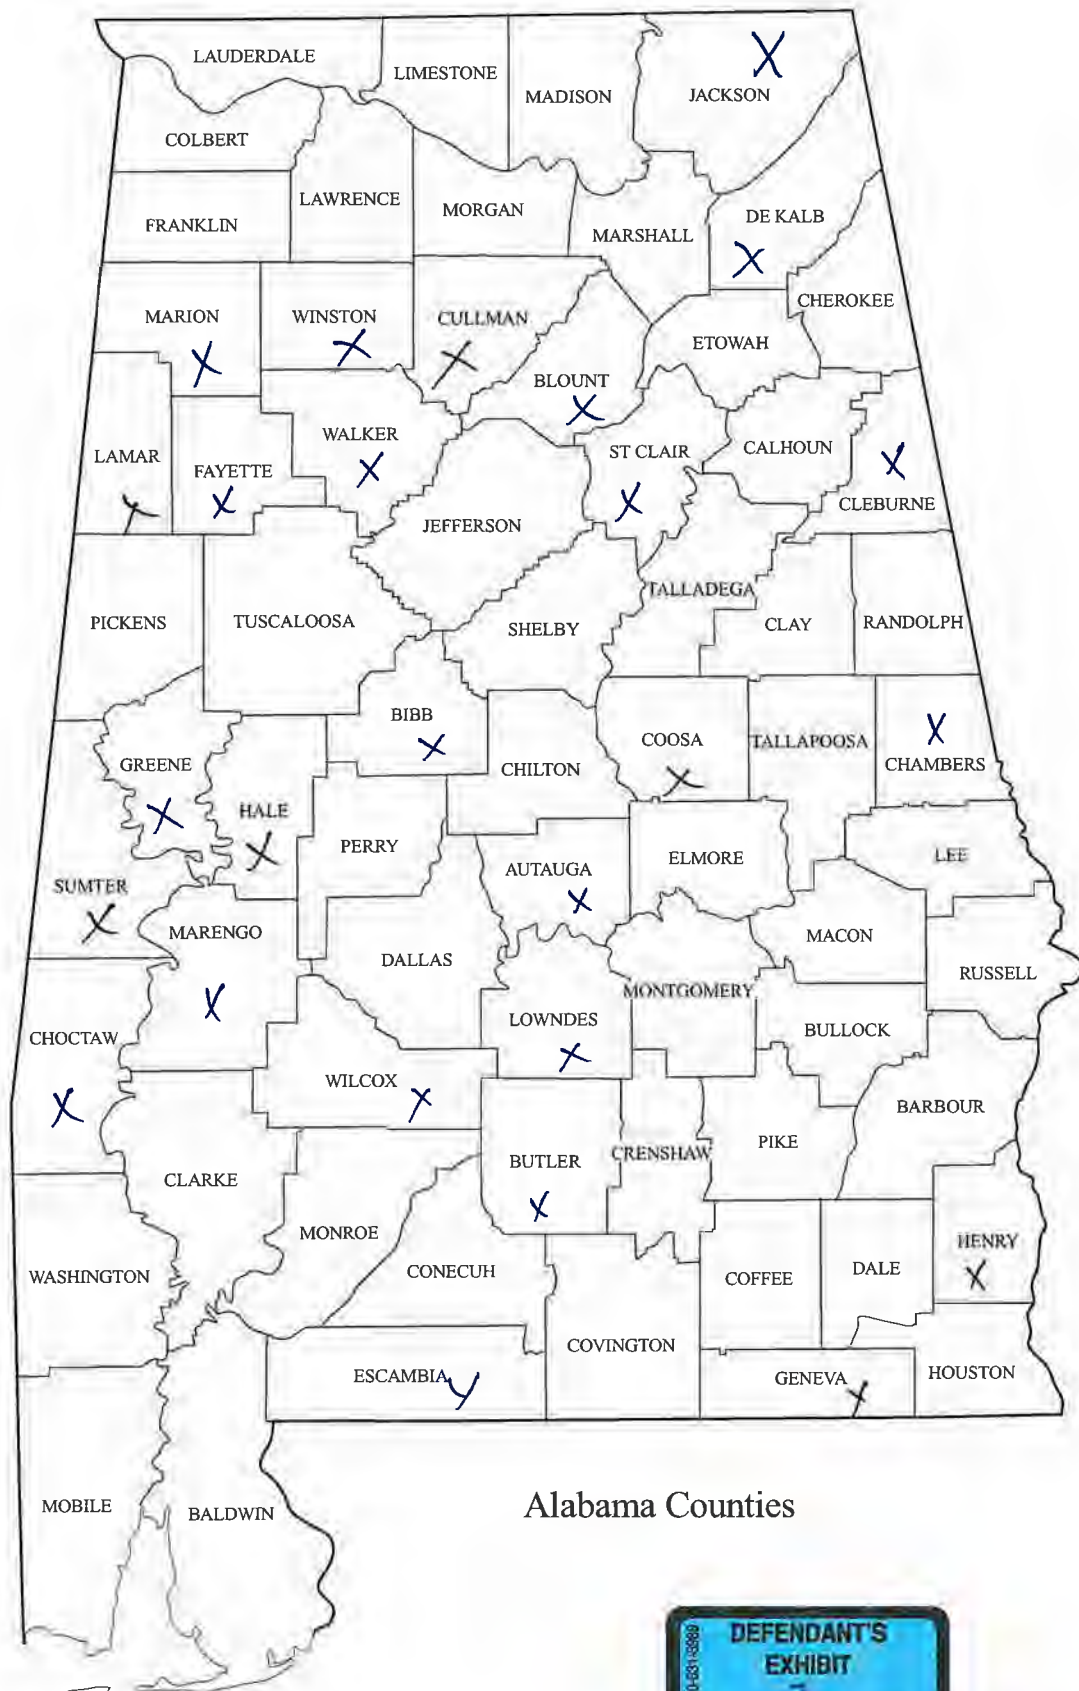 LAUDERDALE
LIMESTONE
MADISON
JACKSON
X
COLBERT
LAWRENCE
FRANKLIN
MORGAN
MARSHALL
DE KALB
X
CHEROKEE
MARION
X
WINSTON
X
CULLMAN
X
BLOUNT
X
ETOWAH
LAMAR
X
FAYETTE
X
WALKER
X
JEFFERSON
ST CLAIR
X
CALHOUN
CLEBURNE
X
PICKENS
TUSCALOOSA
SHELBY
TALLADEGA
CLAY
RANDOLPH
BIBB
X
GREENE
X
HALE
X
CHILTON
COOSA
X
TALLAPOOSA
X
CHAMBERS
PERRY
AUTAUGA
X
ELMORE
LEE
SUMTER
X
MARENGO
X
DALLAS
MACON
RUSSELL
MONTGOMERY
LOWNDES
X
BULLOCK
CHOCTAW
X
WILCOX
X
BARBOUR
CLARKE
BUTLER
X
CRENSHAW
PIKE
MONROE
CONECUH
HENRY
X
WASHINGTON
COFFEE
DALE
COVINGTON
ESCAMBIA
GENEVA
X
HOUSTON
MOBILE
BALDWIN
Alabama Counties
DEFENDANT'S
EXHIBIT